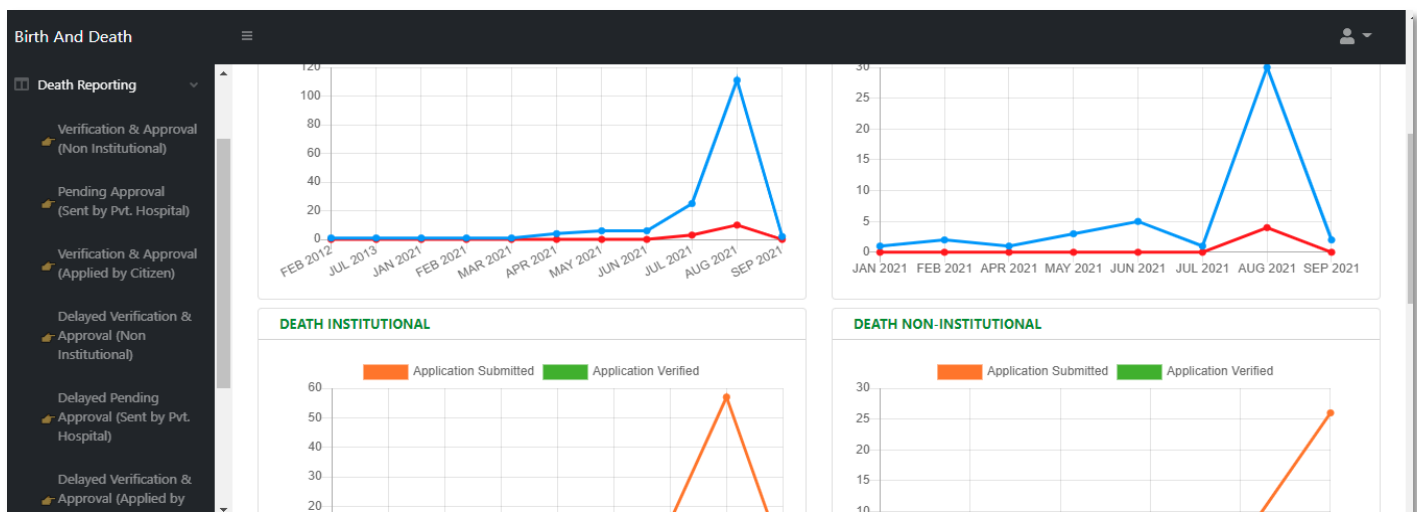 Birth And Death
Death Reporting
Verification & Approval
(Non Institutional)
Pending Approval
(Sent by Pvt. Hospital)
Verification & Approval
(Applied by Citizen)
Delayed Verification &
Approval (Non
Institutional)
Delayed Pending
Approval (Sent by Pvt.
Hospital)
Delayed Verification &
Approval (Applied by
120
100
80
60
40
20
0
FEB 2012 JUL 2013 JAN 2021 FEB 2021 MAR 2021 APR 2021 MAY 2021 JUN 2021 JUL 2021 AUG 2021 SEP 2021
30
25
20
15
10
5
0
JAN 2021 FEB 2021 APR 2021 MAY 2021 JUN 2021 JUL 2021 AUG 2021 SEP 2021
DEATH INSTITUTIONAL
Application Submitted Application Verified
60
50
40
30
20
DEATH NON-INSTITUTIONAL
Application Submitted Application Verified
30
25
20
15
10